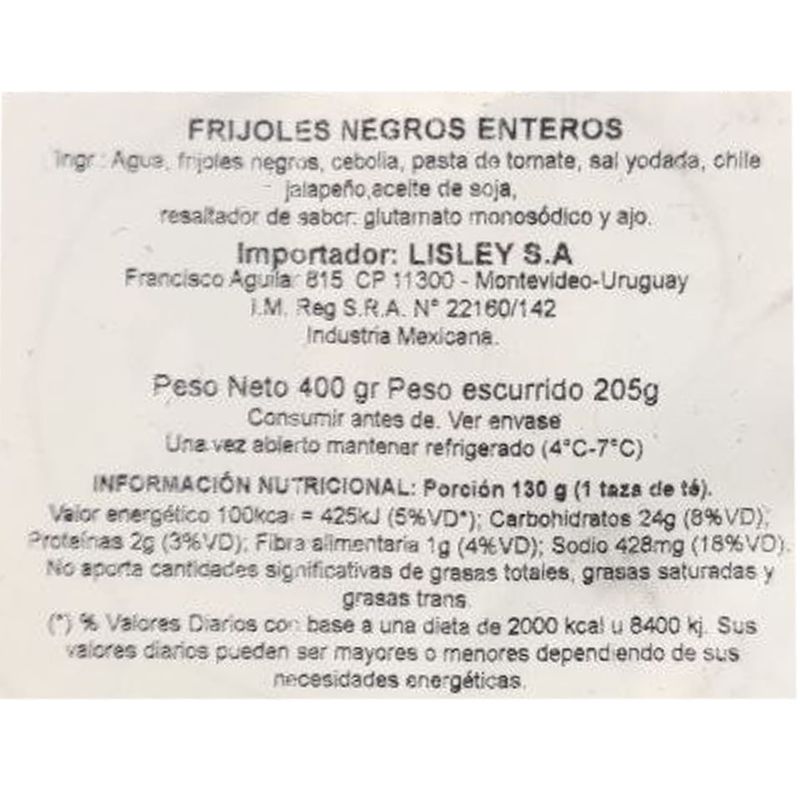 FRIJOLES NEGROS ENTEROS
Ingr.: Agua, frijoles negros, cebolla, pasta de tomate, sal yodada, chile
jalapeño,aceite de soja,
resaltador de sabor: glutamato monosódico y ajo.
Importador: LISLEY S.A
Francisco Aguilar 815 CP 11300 - Montevideo-Uruguay
I.M. Reg S.R.A. N° 22160/142
Industria Mexicana.
Peso Neto 400 gr Peso escurrido 205g
Consumir antes de. Ver envase
Una vez abierto mantener refrigerado (4°C-7°C)
INFORMACIÓN NUTRICIONAL: Porción 130 g (1 taza de té).
Valor energético 100kcal = 425kJ (5%VD*); Carbohidratos 24g (8%VD);
Proteínas 2g (3%VD); Fibra alimentaria 1g (4%VD); Sodio 428mg (18%VD).
No aporta cantidades significativas de grasas totales, grasas saturadas y
grasas trans
(*) % Valores Diarios con base a una dieta de 2000 kcal u 8400 kj. Sus
valores diarios pueden ser mayores o menores dependiendo de sus
necesidades energéticas.